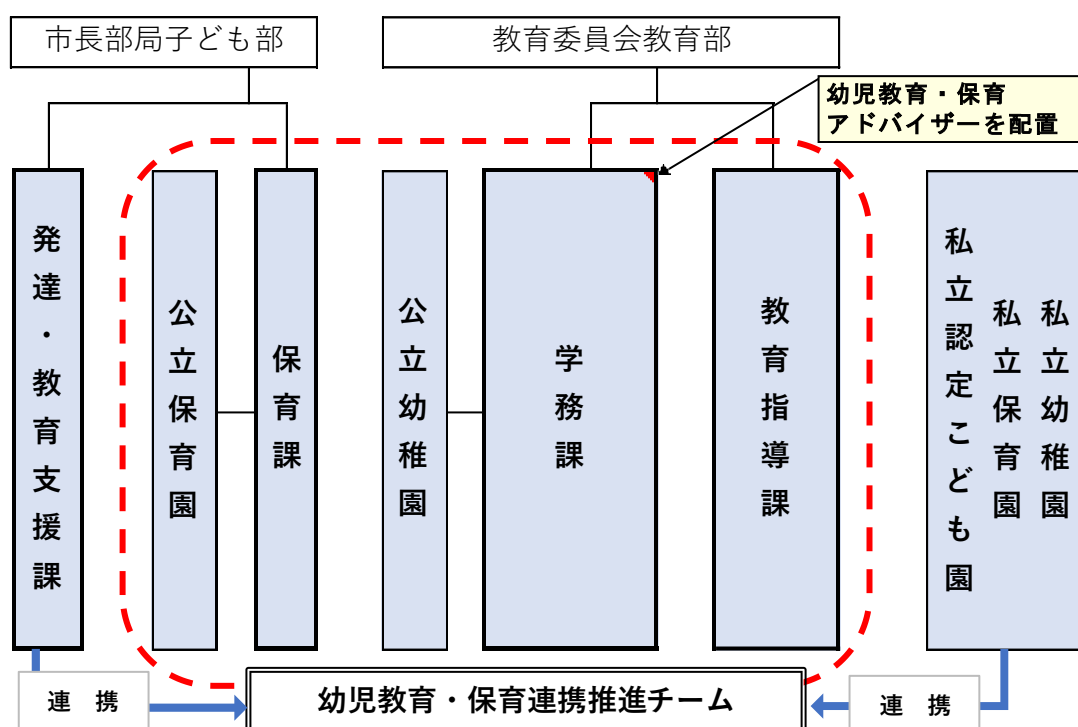 市長部局子ども部
教育委員会教育部
幼児教育・保育
アドバイザーを配置
発達・教育支援課
公立保育園
保育課
公立幼稚園
学務課
教育指導課
私立幼稚園
私立保育園
私立認定こども園
連 携
幼児教育・保育連携推進チーム
連 携